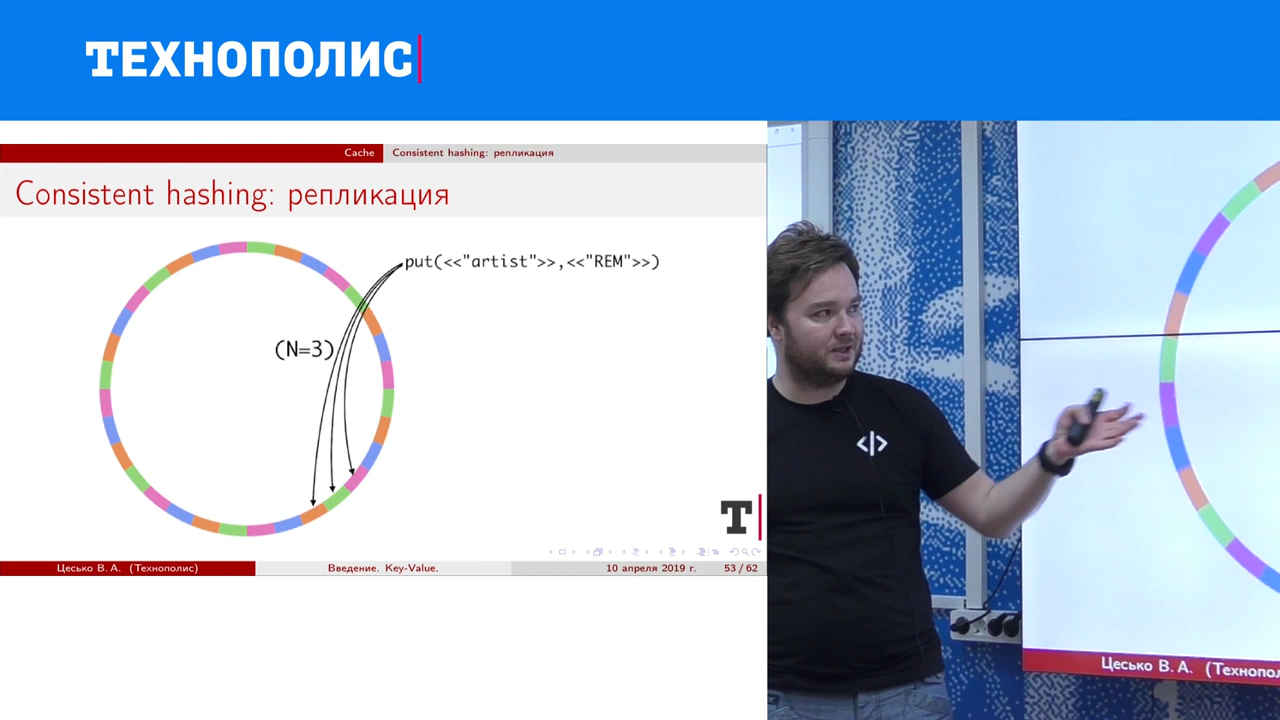 ТЕХНОПОЛИС
Cache
Consistent hashing: репликация
Consistent hashing: репликация
put(<<"artist">>,<<"REM">>)
(N=3)
T
Цесько В. А. (Технополис)
Введение. Key-Value.
10 апреля 2019 г.
53 / 62
</>
Цесько В. А. (Технопол